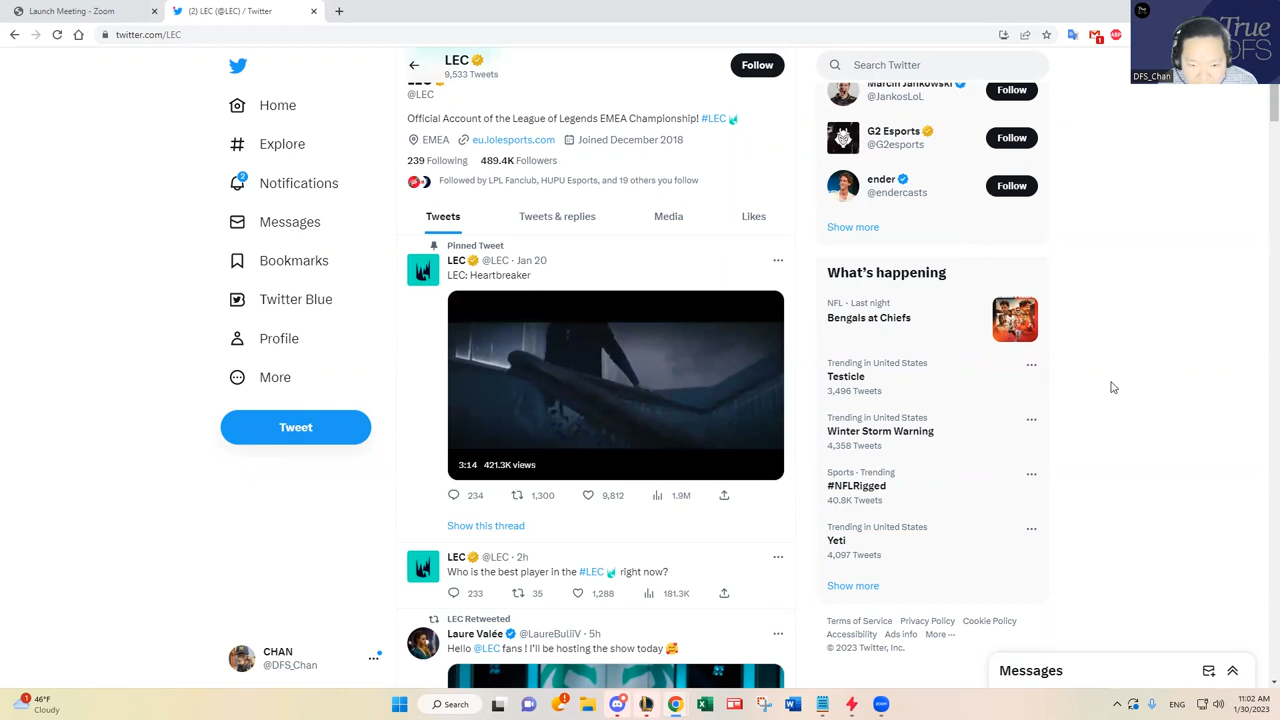 Launch Meeting - Zoom
(2) LEC (@LEC) / Twitter
twitter.com/LEC
True
DFS
DFS_Chan
Home
Explore
2
Notifications
Messages
Bookmarks
Twitter Blue
Profile
More
Tweet
CHAN
@DFS_Chan
LEC
9,533 Tweets
Follow
@LEC
Official Account of the League of Legends EMEA Championship! #LEC
EMEA eu.lolesports.com Joined December 2018
239 Following 489.4K Followers
Followed by LPL Fanclub, HUPU Esports, and 19 others you follow
Tweets Tweets & replies Media Likes
Pinned Tweet
LEC @LEC · Jan 20
LEC: Heartbreaker
3:14 421.3K views
234 1,300 9,812 1.9M
Show this thread
LEC @LEC · 2h
Who is the best player in the #LEC right now?
233 35 1,288 181.3K
LEC Retweeted
Laure Valée @LaureBuliiV · 5h
Hello @LEC fans ! I'll be hosting the show today
Search Twitter
Marcin Jankowski
@JankosLoL
Follow
G2 Esports
@G2esports
Follow
ender
@endercasts
Follow
Show more
What's happening
NFL · Last night
Bengals at Chiefs
Trending in United States
Testicle
3,496 Tweets
Trending in United States
Winter Storm Warning
4,358 Tweets
Sports · Trending
#NFLRigged
40.8K Tweets
Trending in United States
Yeti
4,097 Tweets
Show more
Terms of Service Privacy Policy Cookie Policy
Accessibility Ads info More ···
© 2023 Twitter, Inc.
Messages
1
46°F
Cloudy
Search
ENG
11:02 AM
1/30/2023